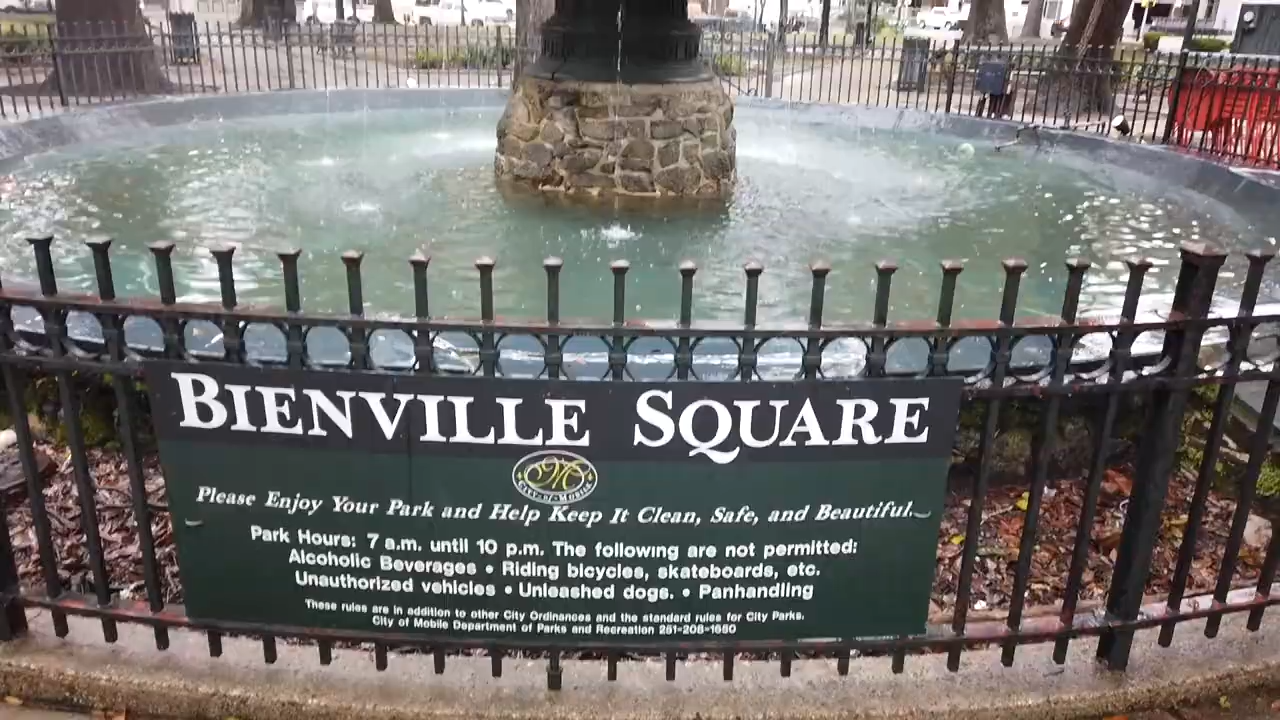 BIENVILLE SQUARE
CITY OF MOBILE
Please Enjoy Your Park and Help Keep It Clean, Safe, and Beautiful.
Park Hours: 7 a.m. until 10 p.m. The following are not permitted:
Alcoholic Beverages • Riding bicycles, skateboards, etc.
Unauthorized vehicles • Unleashed dogs. • Panhandling
These rules are in addition to other City Ordinances and the standard rules for City Parks.
City of Mobile Department of Parks and Recreation 251-208-1650